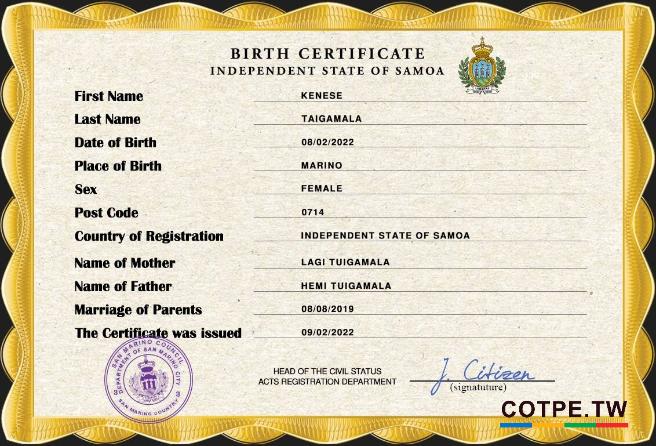 BIRTH CERTIFICATE
INDEPENDENT STATE OF SAMOA
First Name KENESE
Last Name TAIGAMALA
Date of Birth 08/02/2022
Place of Birth MARINO
Sex FEMALE
Post Code 0714
Country of Registration INDEPENDENT STATE OF SAMOA
Name of Mother LAGI TUIGAMALA
Name of Father HEMI TUIGAMALA
Marriage of Parents 08/08/2019
The Certificate was issued 09/02/2022
SAN MARINO COUNCIL
DEPARTMENT OF SAN MARINO CITY
SAN MARINO COUNTRY
HEAD OF THE CIVIL STATUS
ACTS REGISTRATION DEPARTMENT
J. Citizen
(signatuture)
COTPE.TW